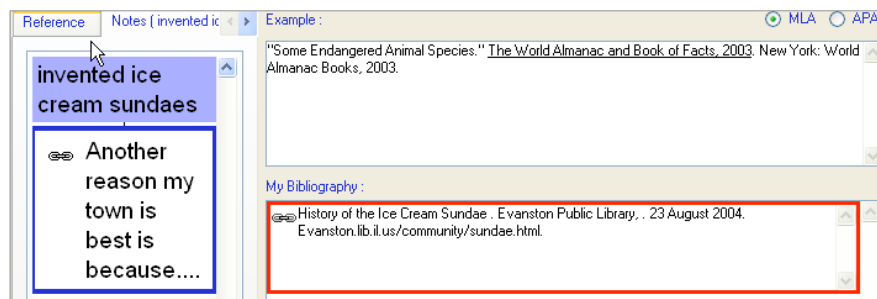 Reference
Notes ( invented ic
invented ice
cream sundaes
Another
reason my
town is
best is
because....
Example :
MLA
APA
"Some Endangered Animal Species." The World Almanac and Book of Facts, 2003. New York: World
Almanac Books, 2003.
My Bibliography :
History of the Ice Cream Sundae . Evanston Public Library, . 23 August 2004.
Evanston.lib.il.us/community/sundae.html.